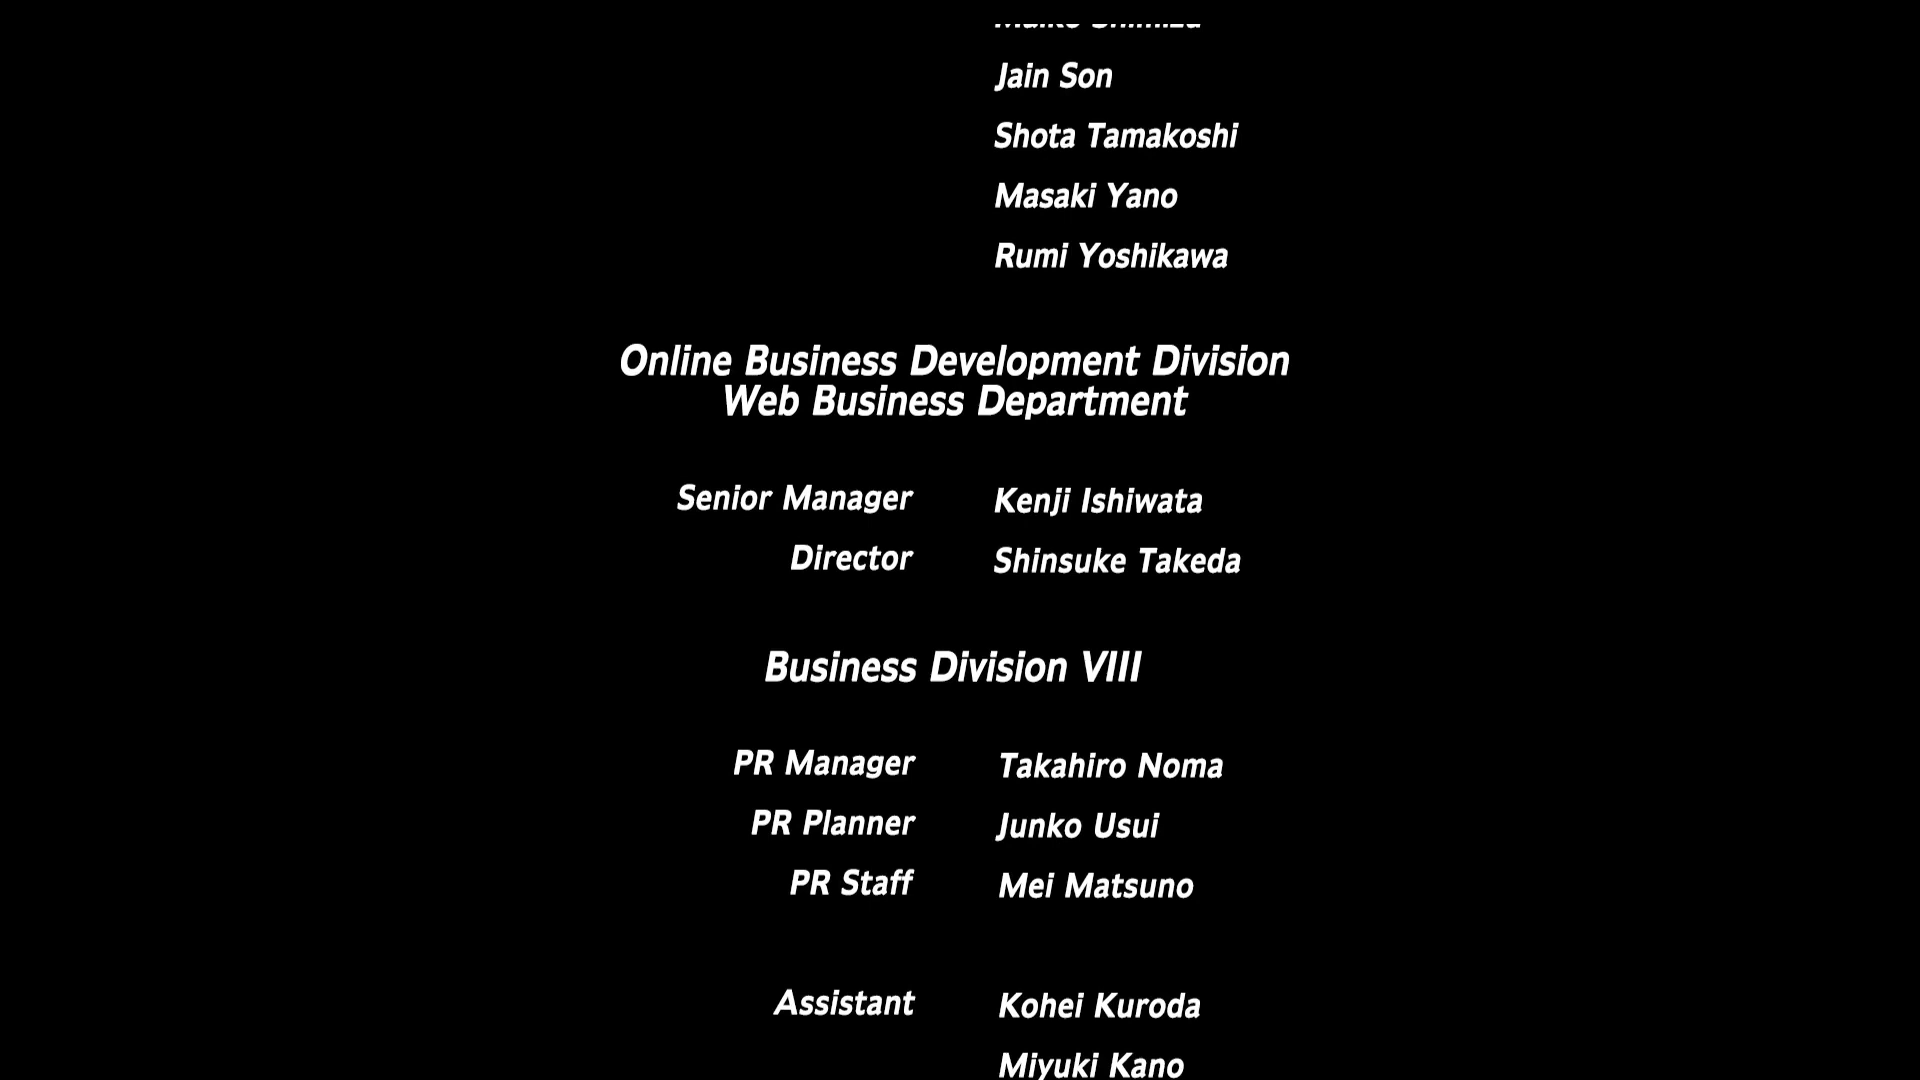 Jain Son
Shota Tamakoshi
Masaki Yano
Rumi Yoshikawa
Online Business Development Division
Web Business Department
Senior Manager Kenji Ishiwata
Director Shinsuke Takeda
Business Division VIII
PR Manager Takahiro Noma
PR Planner Junko Usui
PR Staff Mei Matsuno
Assistant Kohei Kuroda
Miyuki Kano